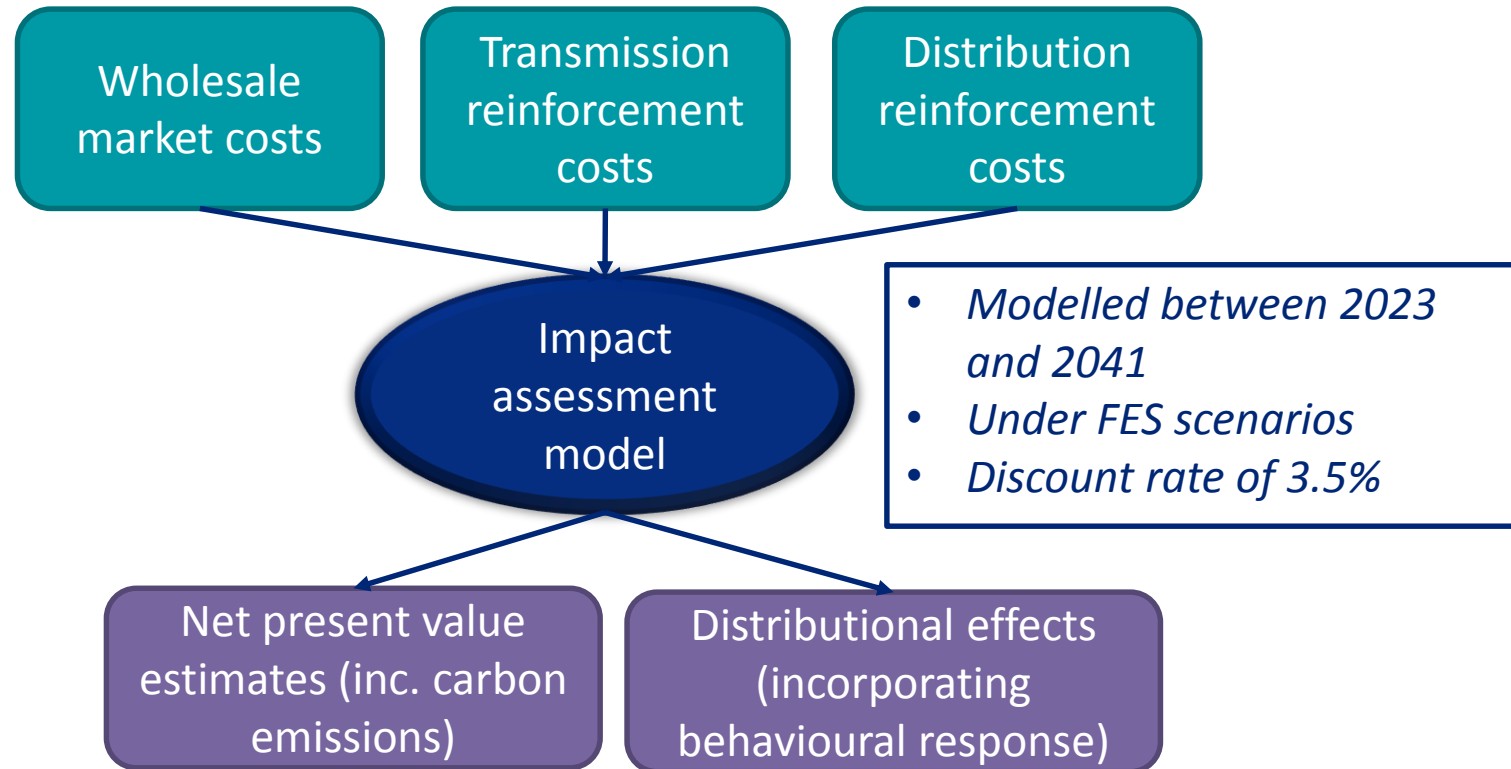 Wholesale
market costs
Transmission
reinforcement
costs
Distribution
reinforcement
costs
Impact
assessment
model
• Modelled between 2023
and 2041
• Under FES scenarios
• Discount rate of 3.5%
Net present value
estimates (inc. carbon
emissions)
Distributional effects
(incorporating
behavioural response)